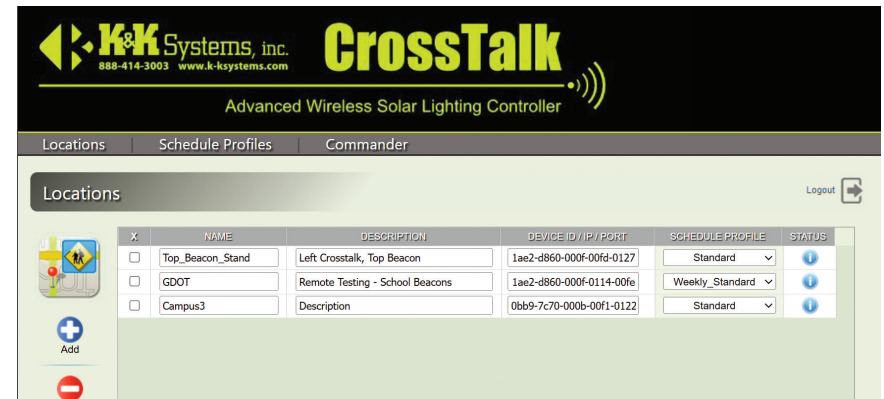 K&K Systems, inc.
888-414-3003 www.k-ksystems.com
CrossTalk
Advanced Wireless Solar Lighting Controller
Locations | Schedule Profiles | Commander
Locations
Logout
X NAME DESCRIPTION DEVICE ID / IP / PORT SCHEDULE PROFILE STATUS
Top_Beacon_Stand Left Crosstalk, Top Beacon 1ae2-d860-000f-00fd-0127 Standard
GDOT Remote Testing - School Beacons 1ae2-d860-000f-0114-00fe Weekly_Standard
Campus3 Description 0bb9-7c70-000b-00f1-0122 Standard
Add